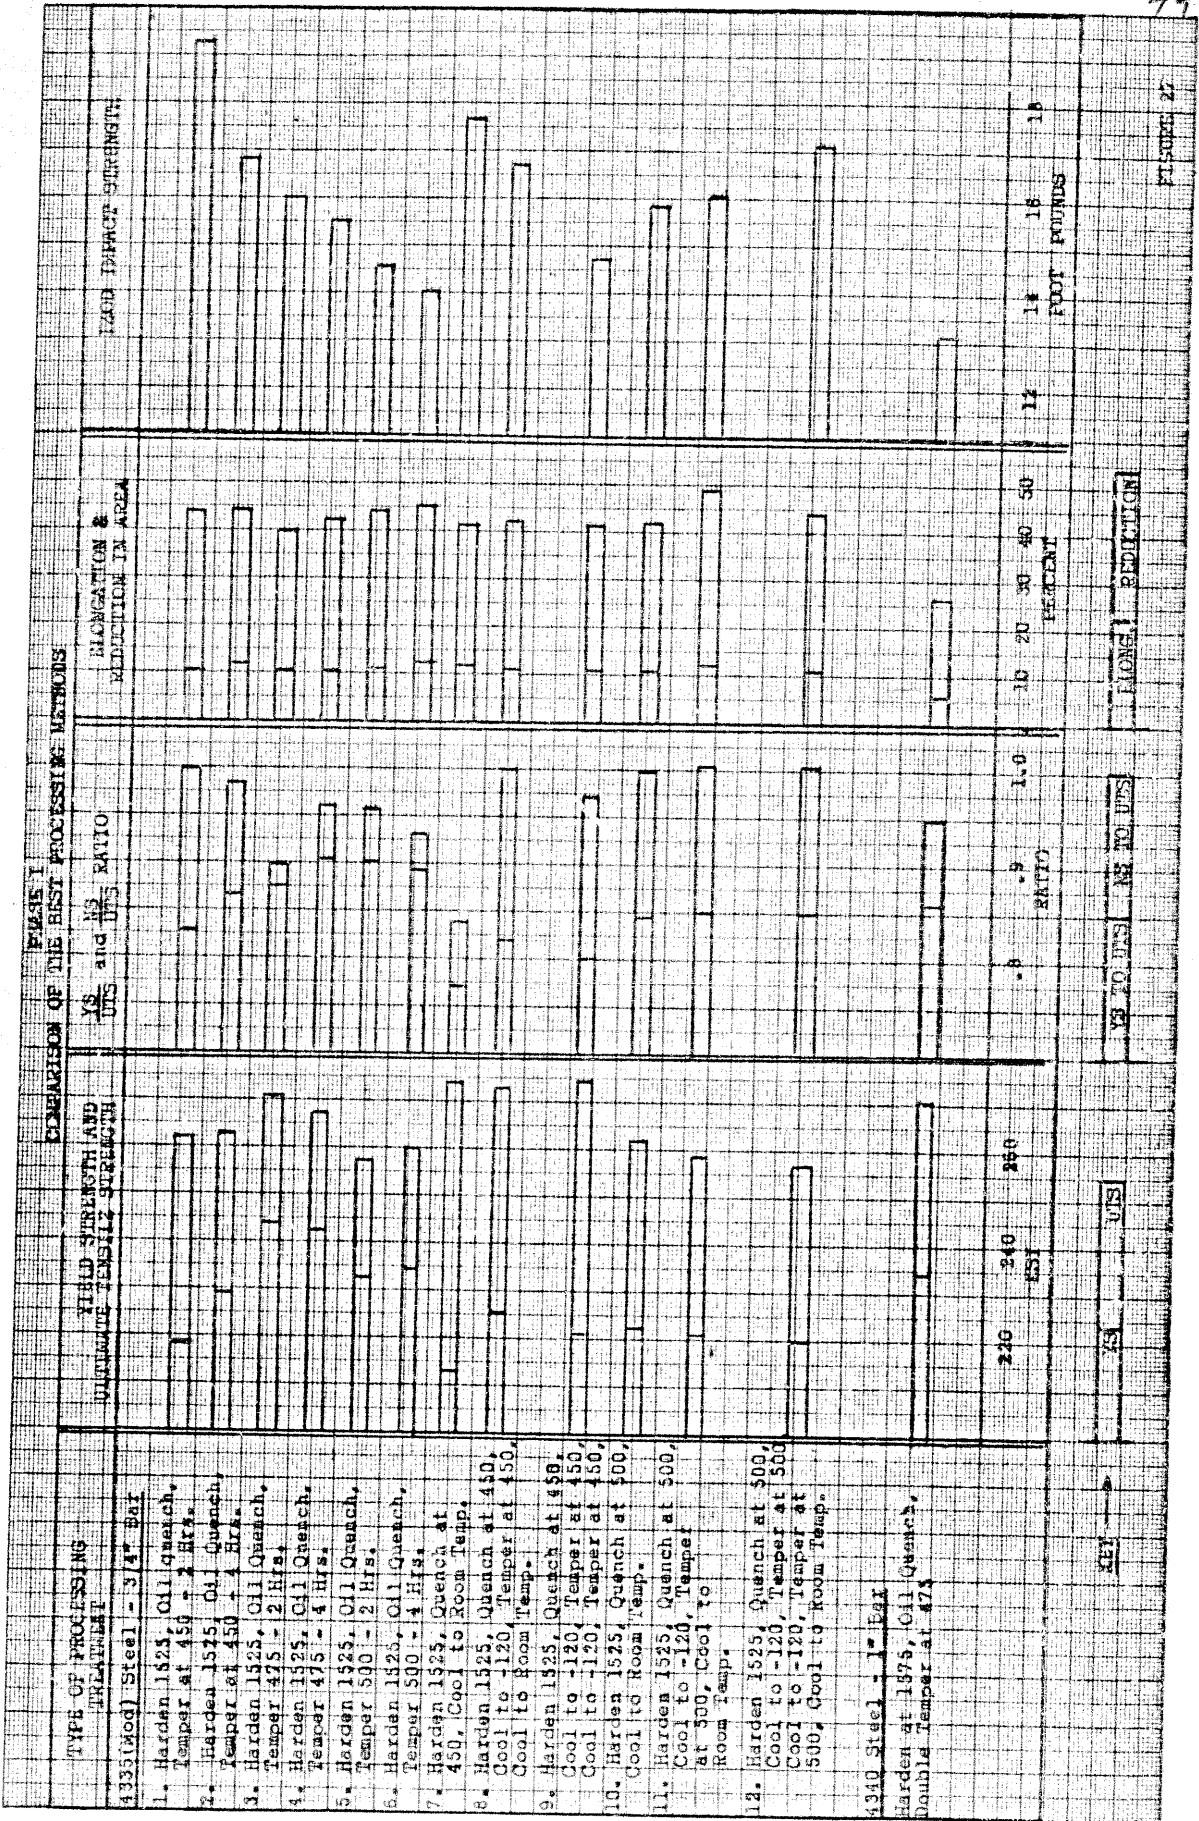 77
PHASE I
COMPARISON OF THE BEST PROCESSING METHODS
TYPE OF PROCESSING
TREATMENT
YIELD STRENGTH AND
ULTIMATE TENSILE STRENGTH
YS and NS RATIO
UTS UTS
ELONGATION &
REDUCTION IN AREA
IZOD IMPACT STRENGTH
4335(Mod) Steel - 3/4" Bar
1. Harden 1525, Oil quench,
Temper at 450 - 2 Hrs.
2. Harden 1525, Oil Quench,
Temper at 450 - 4 Hrs.
3. Harden 1525, Oil Quench,
Temper 475 - 2 Hrs.
4. Harden 1525, Oil Quench,
Temper 475 - 4 Hrs.
5. Harden 1525, Oil Quench,
Temper 500 - 2 Hrs.
6. Harden 1525, Oil Quench,
Temper 500 - 4 Hrs.
7. Harden 1525, Quench at
450, Cool to Room Temp.
8. Harden 1525, Quench at 450,
Cool to -120, Temper at 450,
Cool to Room Temp.
9. Harden 1525, Quench at 450,
Cool to -120, Temper at 450,
Cool to -120, Temper at 450,
10. Harden 1525, Quench at 500,
Cool to Room Temp.
11. Harden 1525, Quench at 500,
Cool to -120, Temper
at 500, Cool to
Room Temp.
12. Harden 1525, Quench at 500,
Cool to -120, Temper at 500
Cool to -120, Temper at
500, Cool to Room Temp.
4340 Steel - 1" Bar
Harden at 1575, Oil Quench,
Double Temper at 475
220 240 260
KSI
.8 .9 1.0
RATIO
10 20 30 40 50
PERCENT
12 14 16 18
FOOT POUNDS
KEY
YS UTS
YS TO UTS NS TO UTS
ELONG. REDUCTION
FIGURE 27